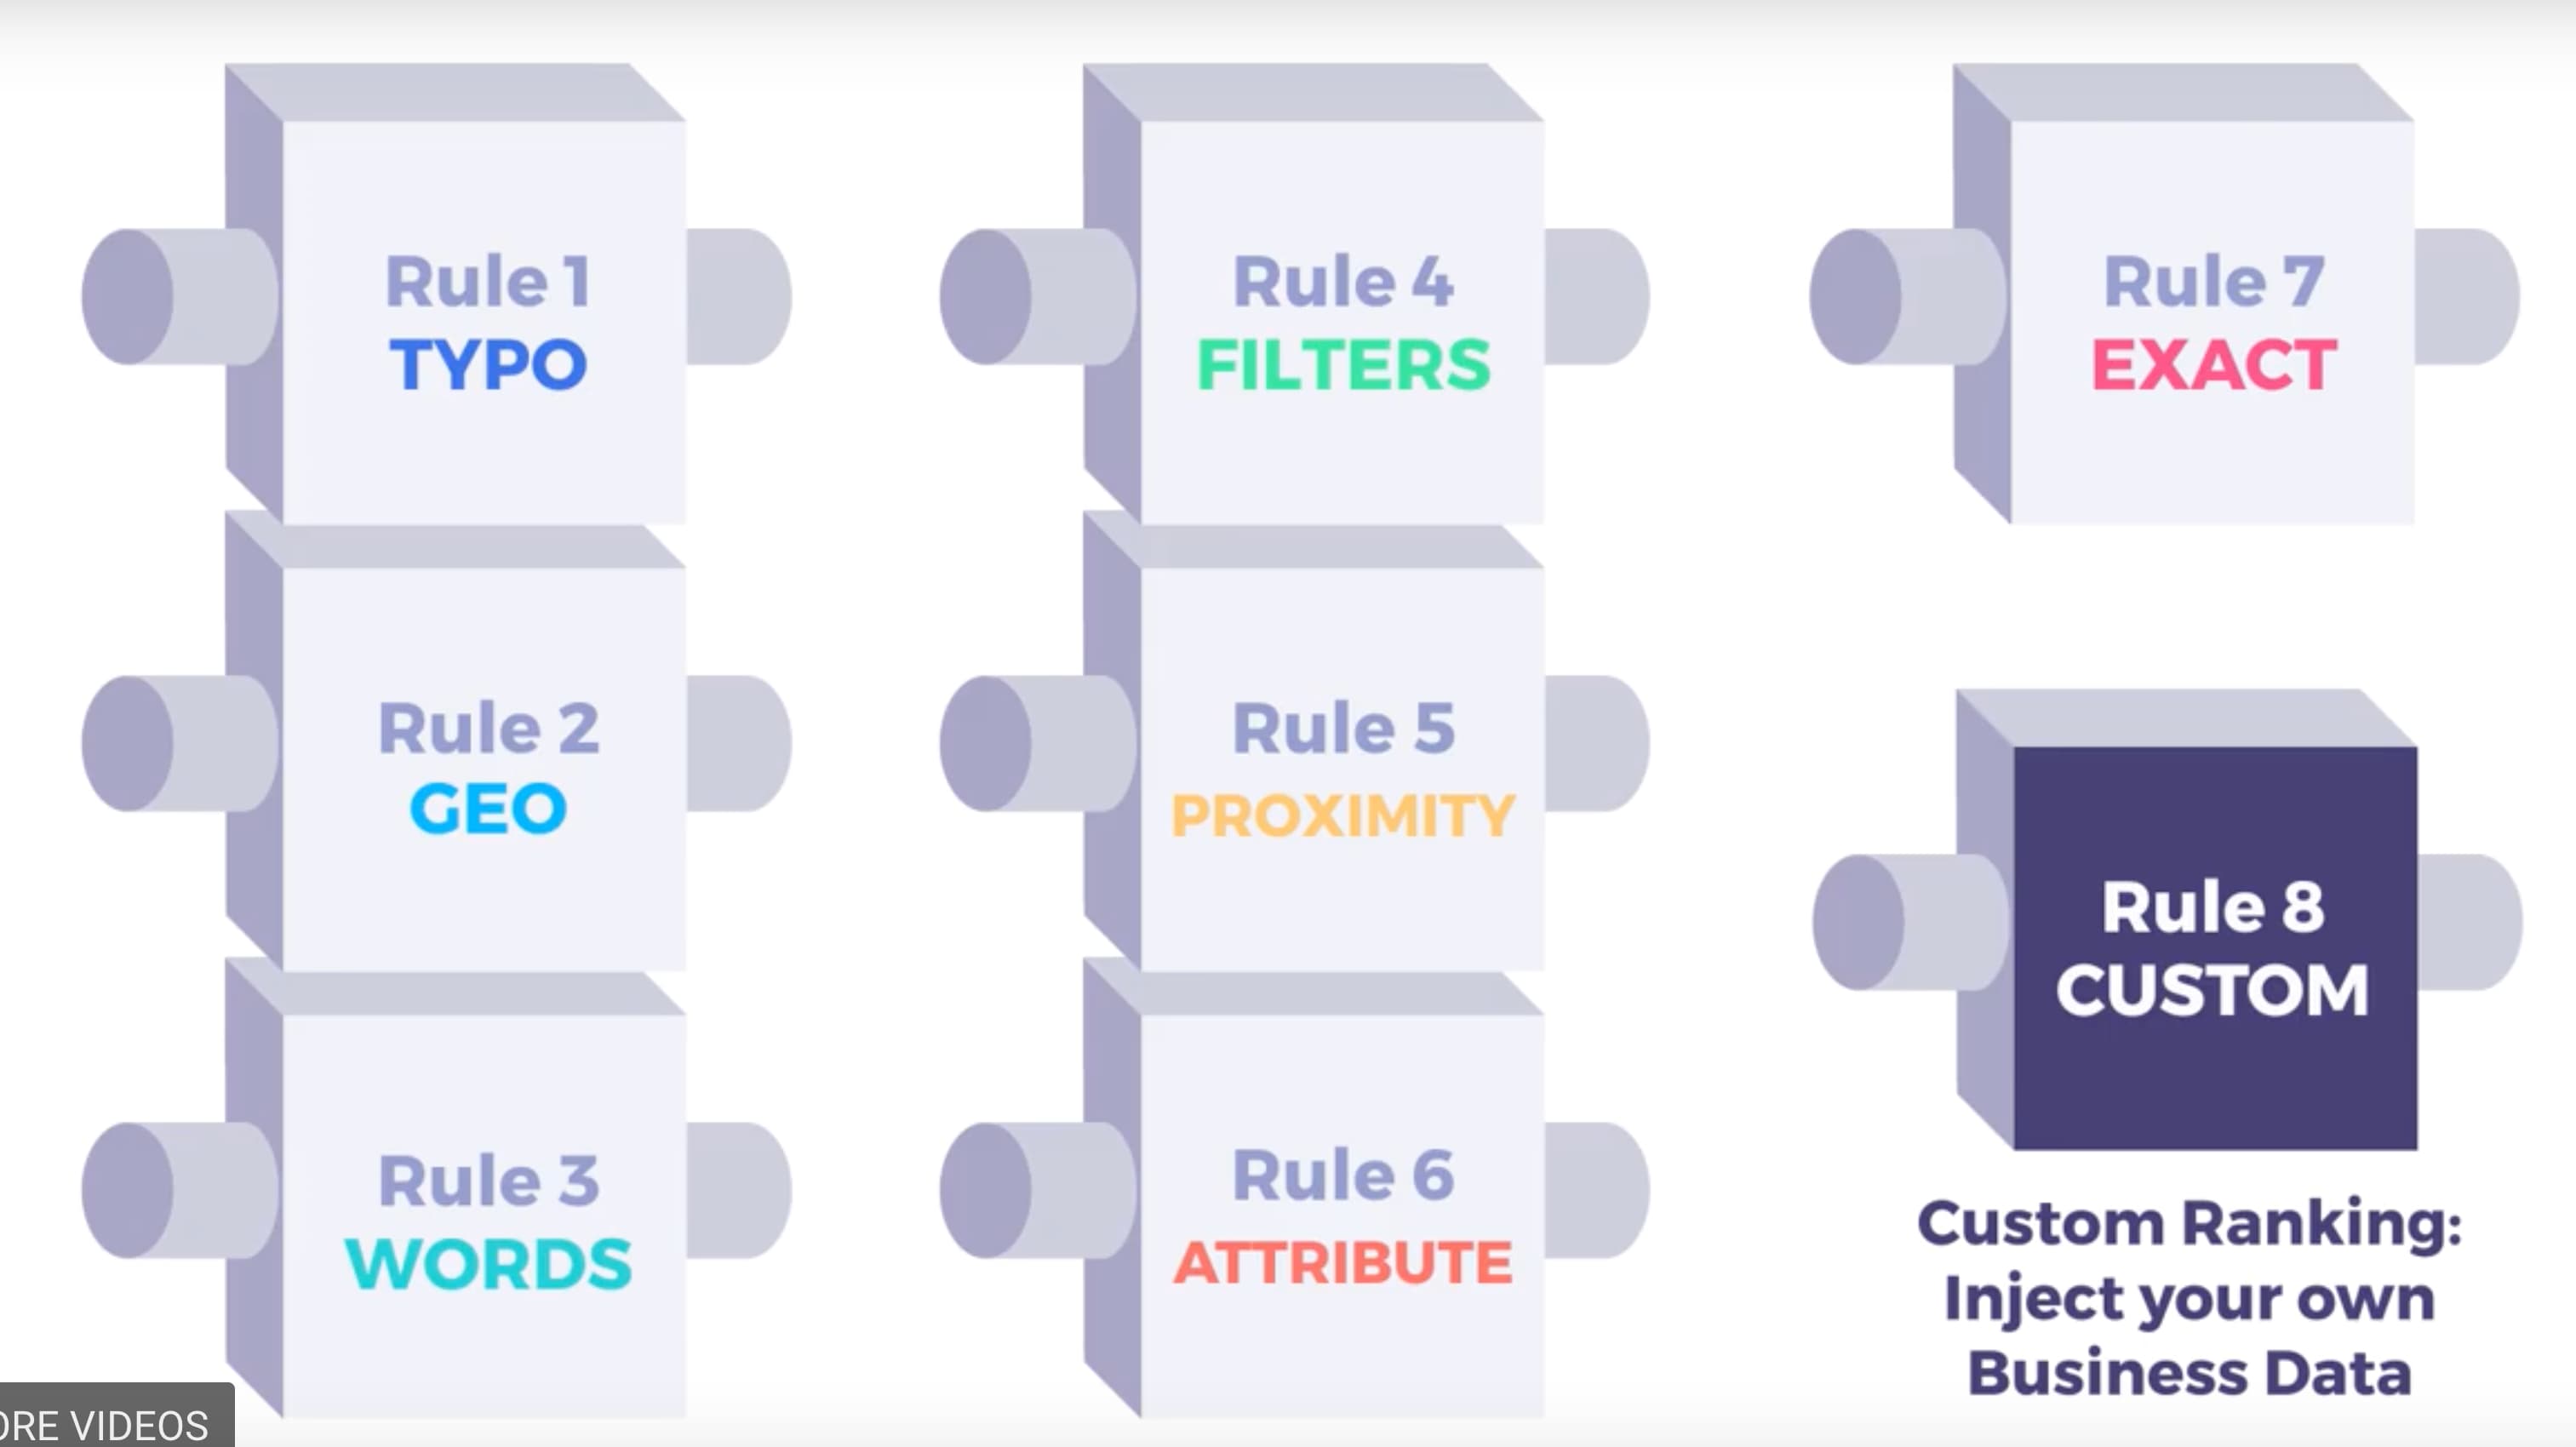 Rule 1
TYPO
Rule 2
GEO
Rule 3
WORDS
Rule 4
FILTERS
Rule 5
PROXIMITY
Rule 6
ATTRIBUTE
Rule 7
EXACT
Rule 8
CUSTOM
Custom Ranking:
Inject your own
Business Data
VIDEOS